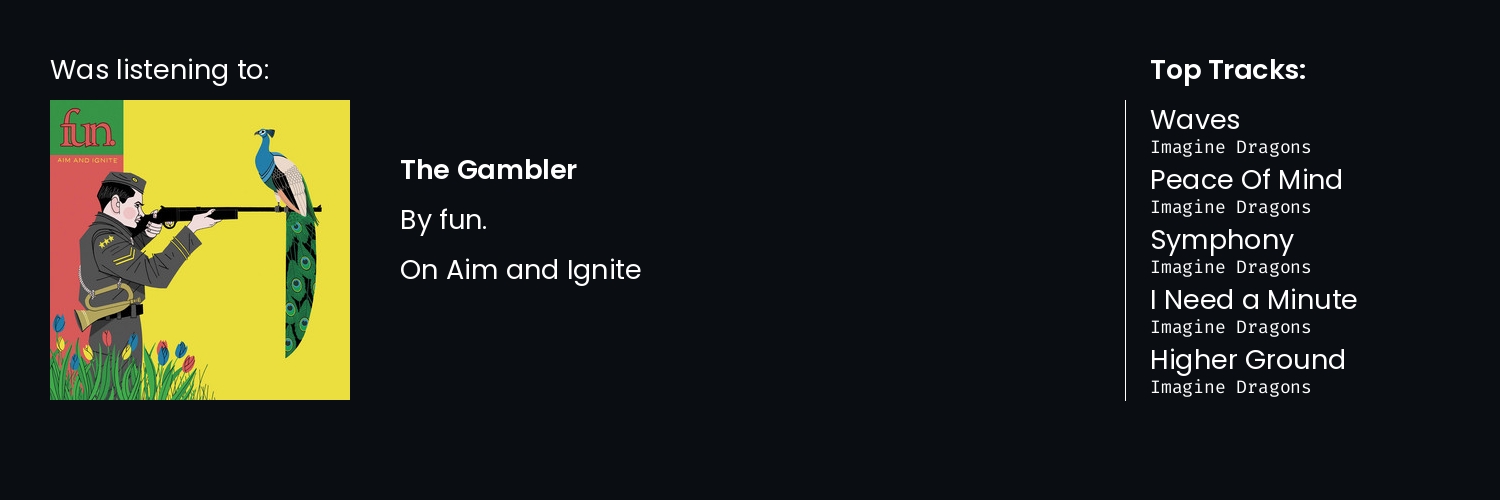 Was listening to:
fun.
AIM AND IGNITE
The Gambler
By fun.
On Aim and Ignite
Top Tracks:
Waves
Imagine Dragons
Peace Of Mind
Imagine Dragons
Symphony
Imagine Dragons
I Need a Minute
Imagine Dragons
Higher Ground
Imagine Dragons